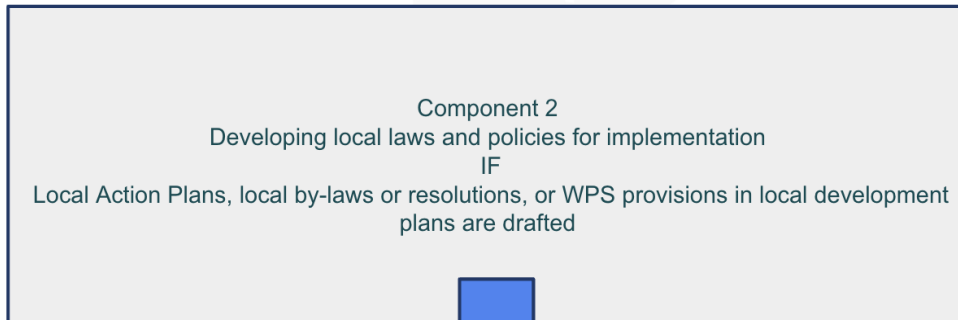 Component 2
Developing local laws and policies for implementation
IF
Local Action Plans, local by-laws or resolutions, or WPS provisions in local development
plans are drafted